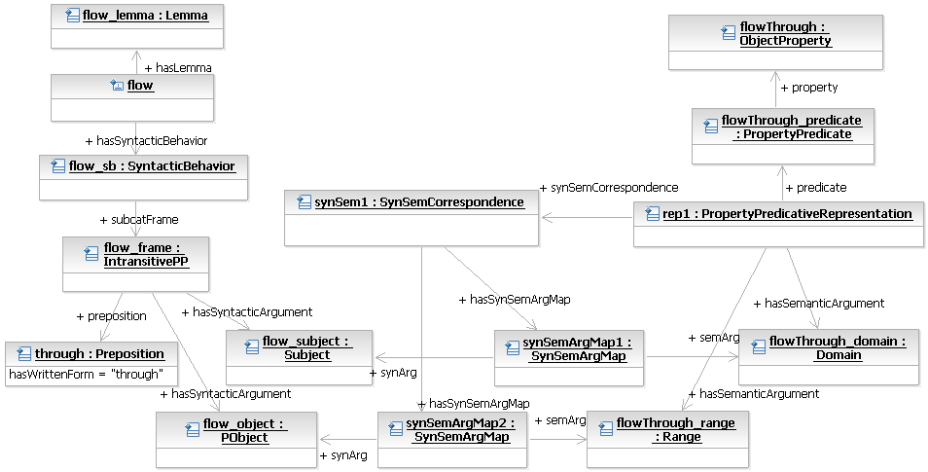 flow_lemma : Lemma
flowThrough :
ObjectProperty
+ hasLemma
flow
+ property
flowThrough_predicate
: PropertyPredicate
+ hasSyntacticBehavior
flow_sb : SyntacticBehavior
+ synSemCorrespondence
+ predicate
synSem1 : SynSemCorrespondence
rep1 : PropertyPredicativeRepresentation
+ subcatFrame
flow_frame :
IntransitivePP
+ hasSynSemArgMap
+ hasSemanticArgument
+ preposition
+ hasSyntacticArgument
through : Preposition
hasWrittenForm = "through"
flow_subject :
Subject
synSemArgMap1 :
SynSemArgMap
+ semArg
flowThrough_domain :
Domain
+ synArg
+ hasSyntacticArgument
+ hasSynSemArgMap
+ hasSemanticArgument
flow_object :
PObject
synSemArgMap2 :
SynSemArgMap
+ semArg
flowThrough_range
: Range
+ synArg